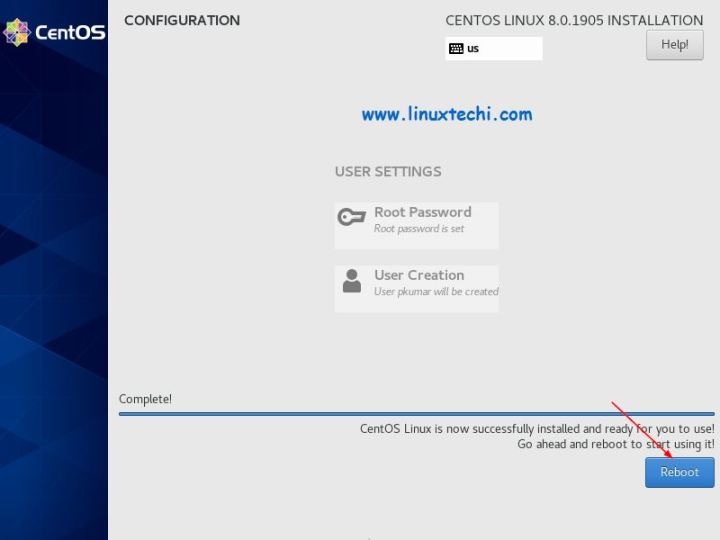 CentOS
CONFIGURATION
CENTOS LINUX 8.0.1905 INSTALLATION
us
Help!
www.linuxtechi.com
USER SETTINGS
Root Password
Root password is set
User Creation
User pkumar will be created
Complete!
CentOS Linux is now successfully installed and ready for you to use!
Go ahead and reboot to start using it!
Reboot